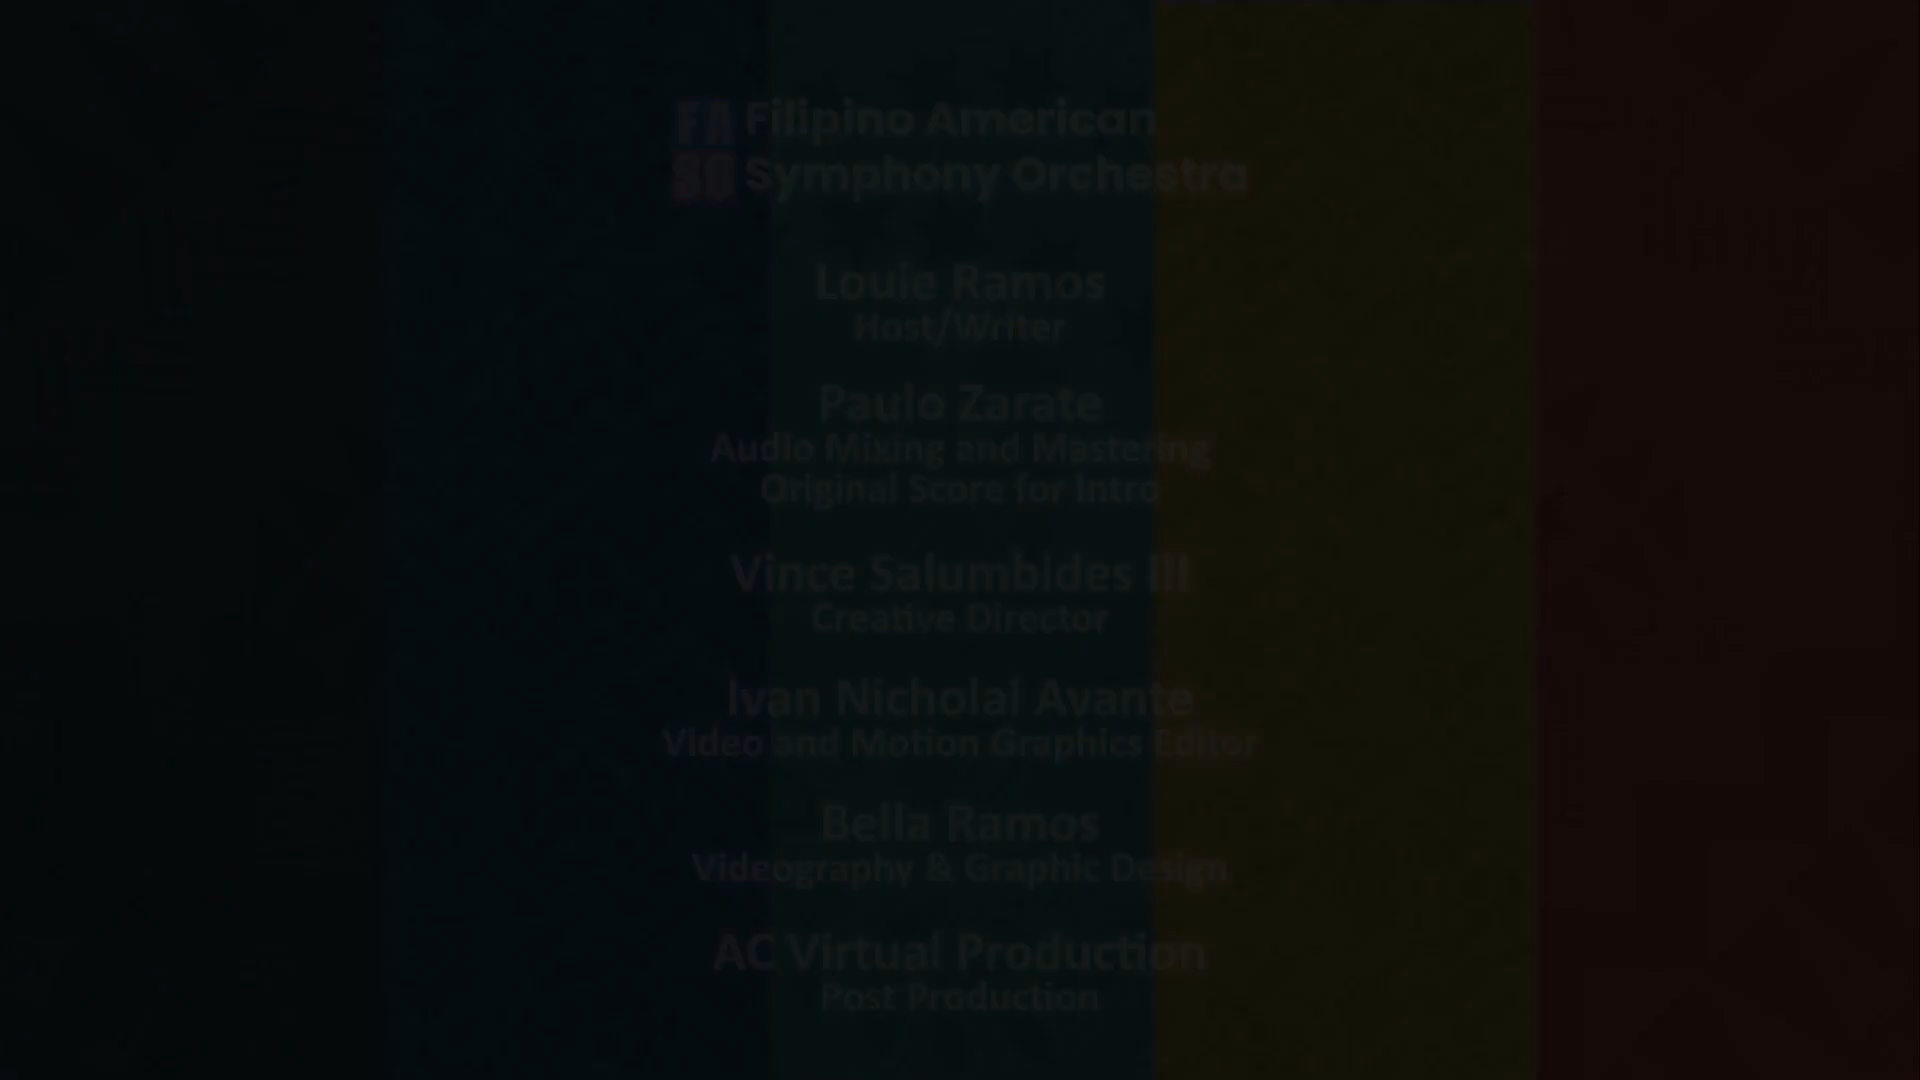 FA Filipino American
SO Symphony Orchestra
Louie Ramos
Host/Writer
Paulo Zarate
Audio Mixing and Mastering
Original Score for Intro
Vince Salumbides III
Creative Director
Ivan Nicholai Avante
Video and Motion Graphics Editor
Bella Ramos
Videography & Graphic Design
AC Virtual Production
Post Production